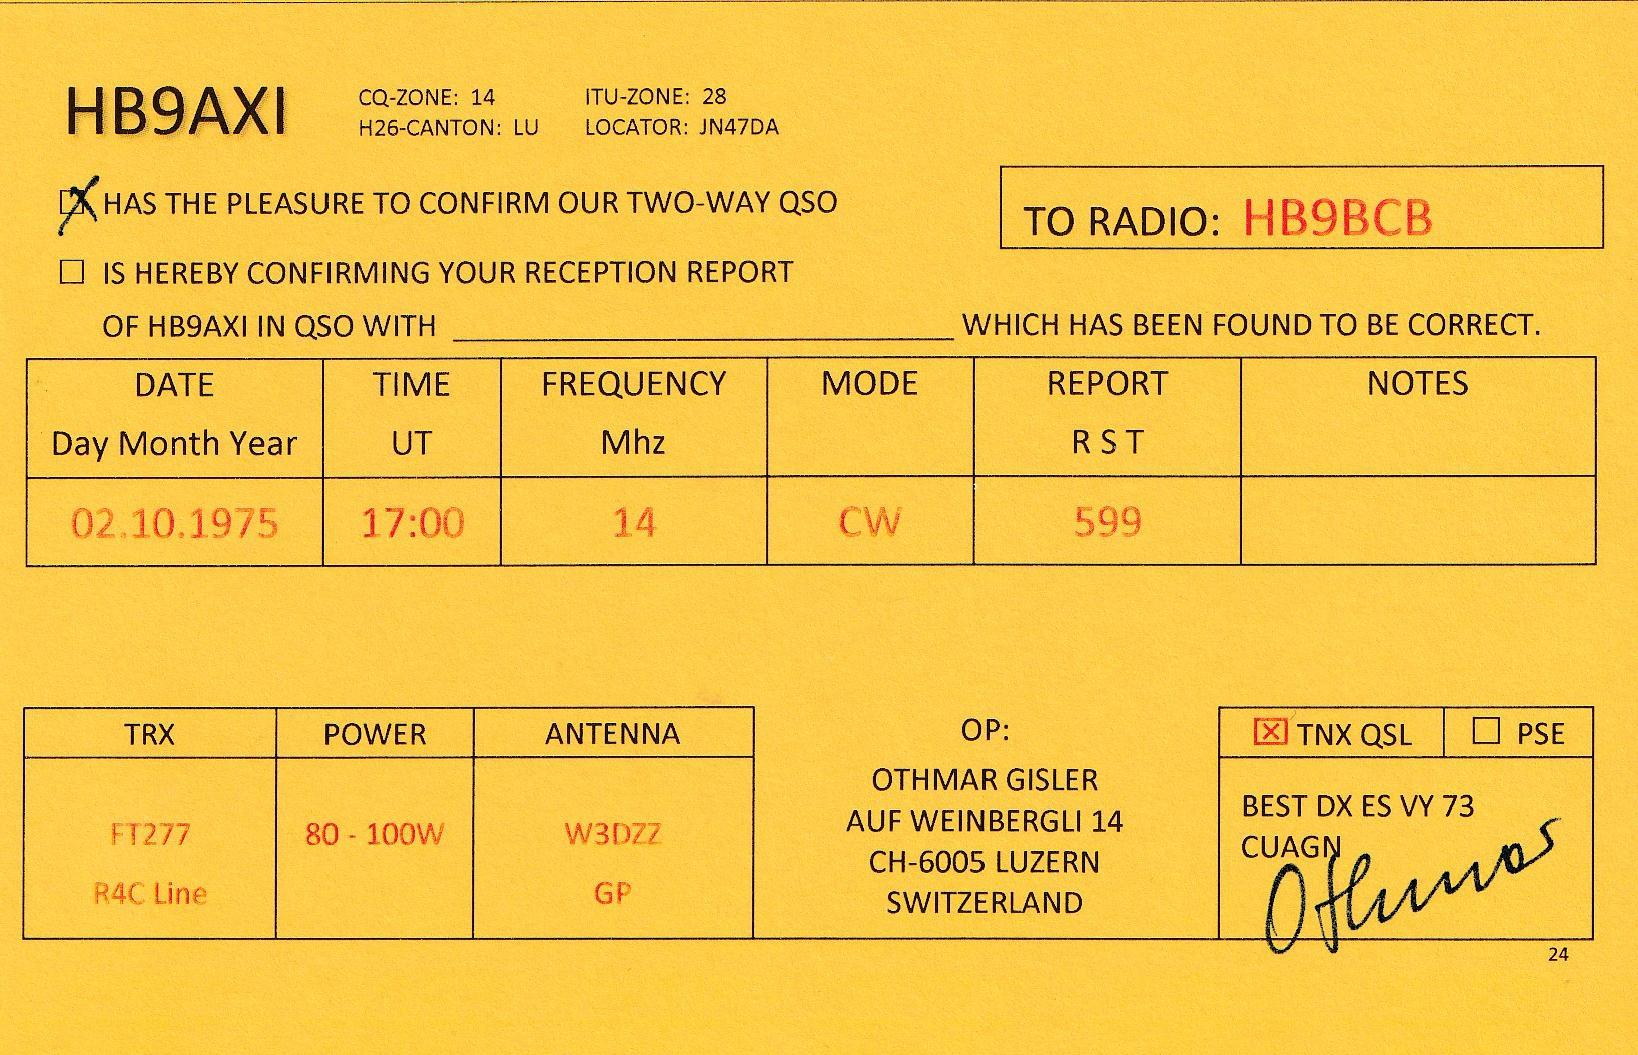 HB9AXI
CQ-ZONE: 14 ITU-ZONE: 28
H26-CANTON: LU LOCATOR: JN47DA
HAS THE PLEASURE TO CONFIRM OUR TWO-WAY QSO
TO RADIO: HB9BCB
IS HEREBY CONFIRMING YOUR RECEPTION REPORT
OF HB9AXI IN QSO WITH WHICH HAS BEEN FOUND TO BE CORRECT.
DATE TIME FREQUENCY MODE REPORT NOTES
Day Month Year UT Mhz R S T
02.10.1975 17:00 14 CW 599
TRX POWER ANTENNA
FT277 80 - 100W W3DZZ
R4C Line GP
OP:
OTHMAR GISLER
AUF WEINBERGLI 14
CH-6005 LUZERN
SWITZERLAND
TNX QSL PSE
BEST DX ES VY 73
CUAGN
Othmar
24